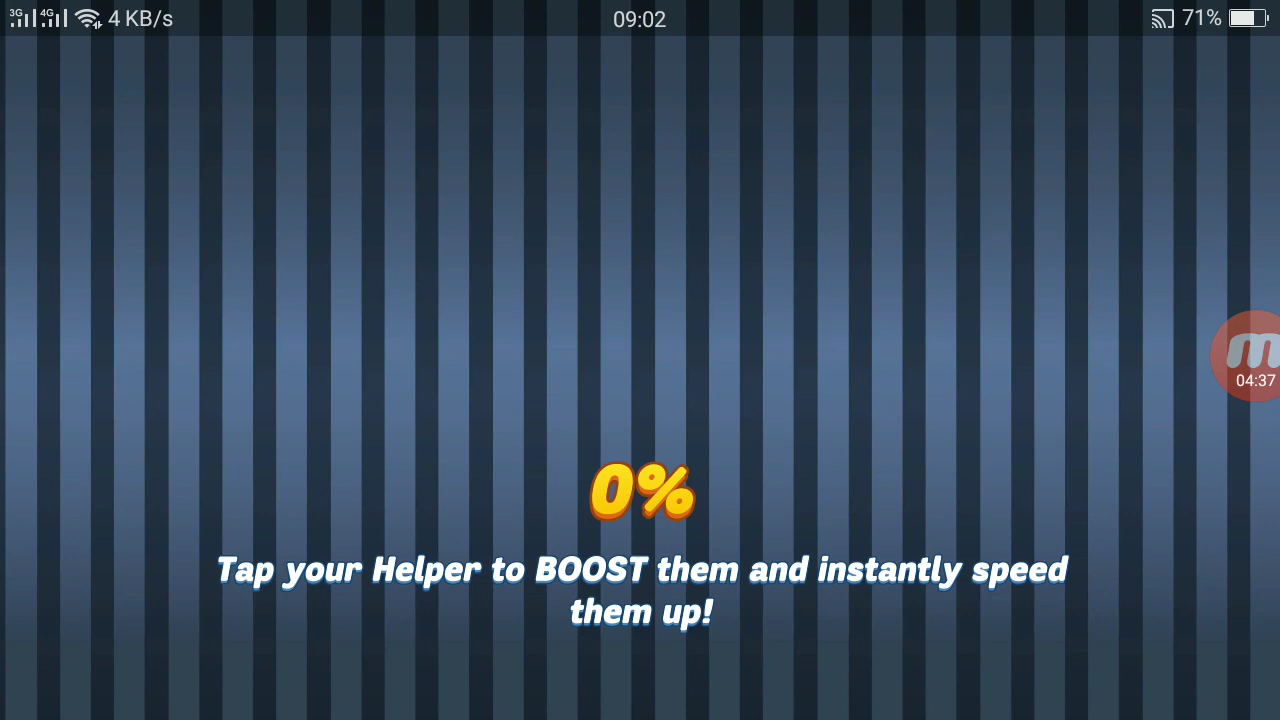 3G 4G 4 KB/s 09:02 71%
m
04:37
0%
Tap your Helper to BOOST them and instantly speed
them up!